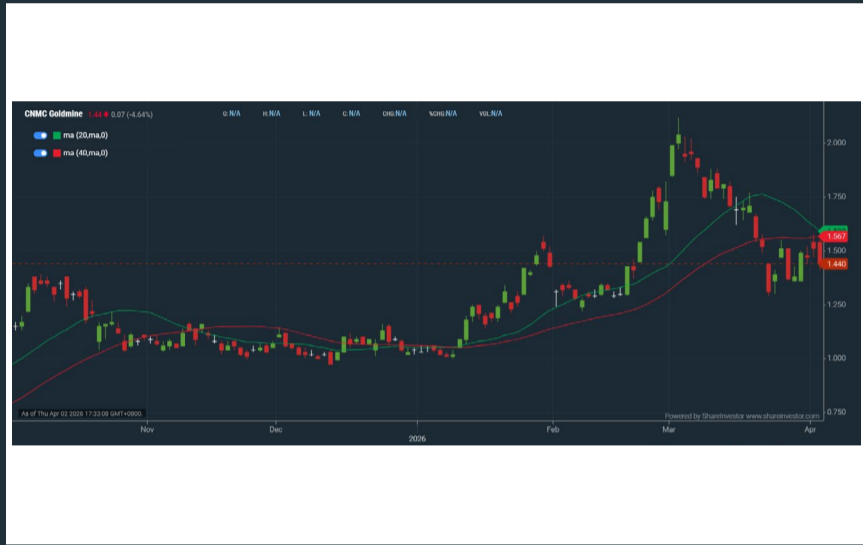 CNMC Goldmine 1.44 0.07 (-4.64%) O: N/A H: N/A L: N/A C: N/A CHG: N/A %CHG: N/A VOL: N/A
ma (20,ma,0)
ma (40,ma,0)
2.000
1.750
1.567
1.500
1.440
1.250
1.000
0.750
As of Thu Apr 02 2026 17:33:09 GMT+0800.
Powered by ShareInvestor www.shareinvestor.com
Nov Dec 2026 Feb Mar Apr